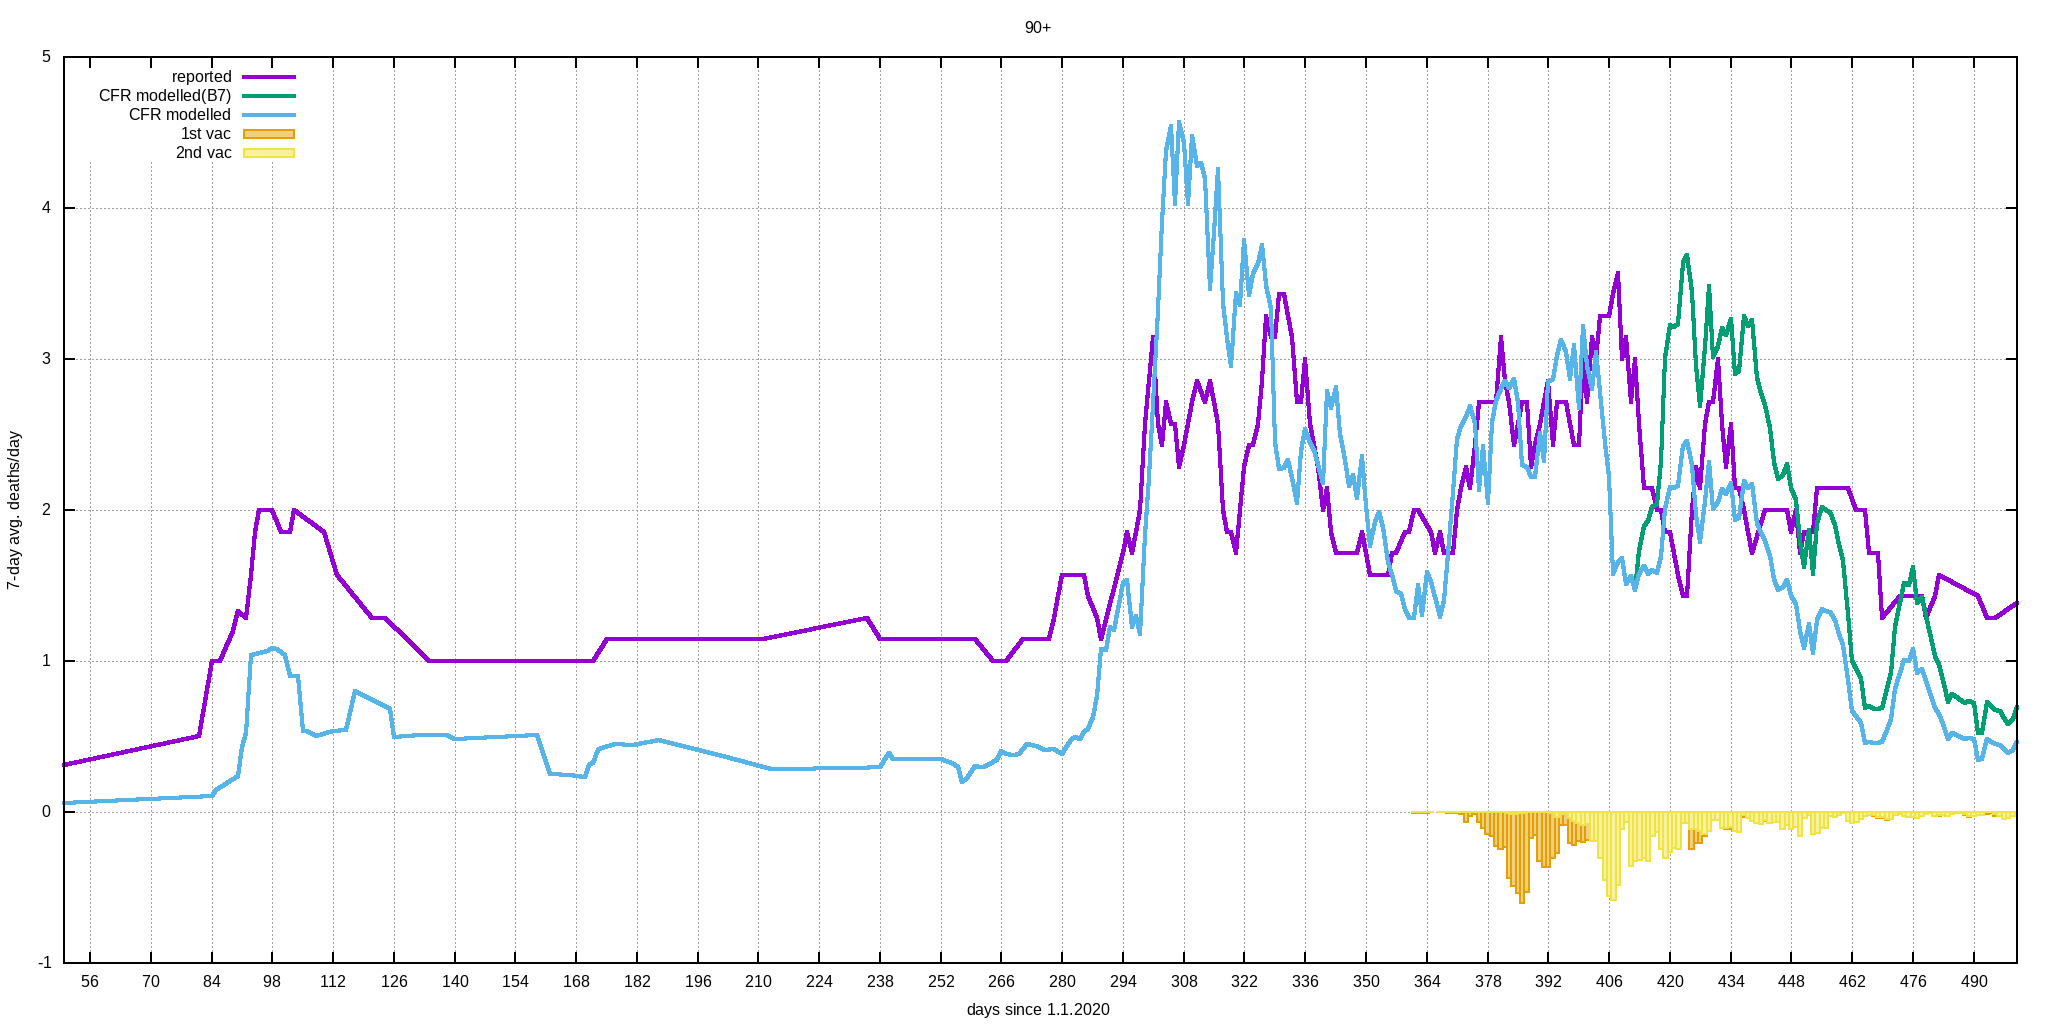 90+
5
4
3
2
1
0
-1
7-day avg. deaths/day
reported
CFR modelled(B7)
CFR modelled
1st vac
2nd vac
56 70 84 98 112 126 140 154 168 182 196 210 224 238 252 266 280 294 308 322 336 350 364 378 392 406 420 434 448 462 476 490
days since 1.1.2020